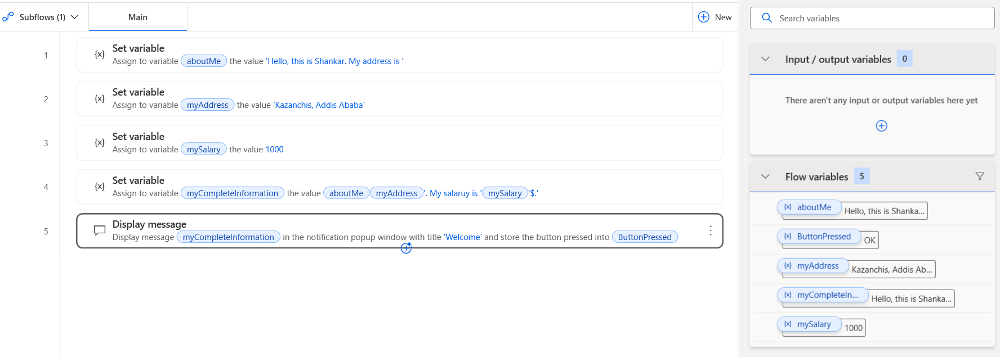 Subflows (1)
Main
New
1
{x} Set variable
Assign to variable aboutMe the value 'Hello, this is Shankar. My address is '
2
{x} Set variable
Assign to variable myAddress the value 'Kazanchis, Addis Ababa'
3
{x} Set variable
Assign to variable mySalary the value 1000
4
{x} Set variable
Assign to variable myCompleteInformation the value aboutMe myAddress '. My salaruy is ' mySalary '$.'
5
Display message
Display message myCompleteInformation in the notification popup window with title 'Welcome' and store the button pressed into ButtonPressed
Search variables
Input / output variables 0
There aren't any input or output variables here yet
Flow variables 5
{x} aboutMe Hello, this is Shanka...
{x} ButtonPressed OK
{x} myAddress Kazanchis, Addis Ab...
{x} myCompleteIn... Hello, this is Shanka...
{x} mySalary 1000